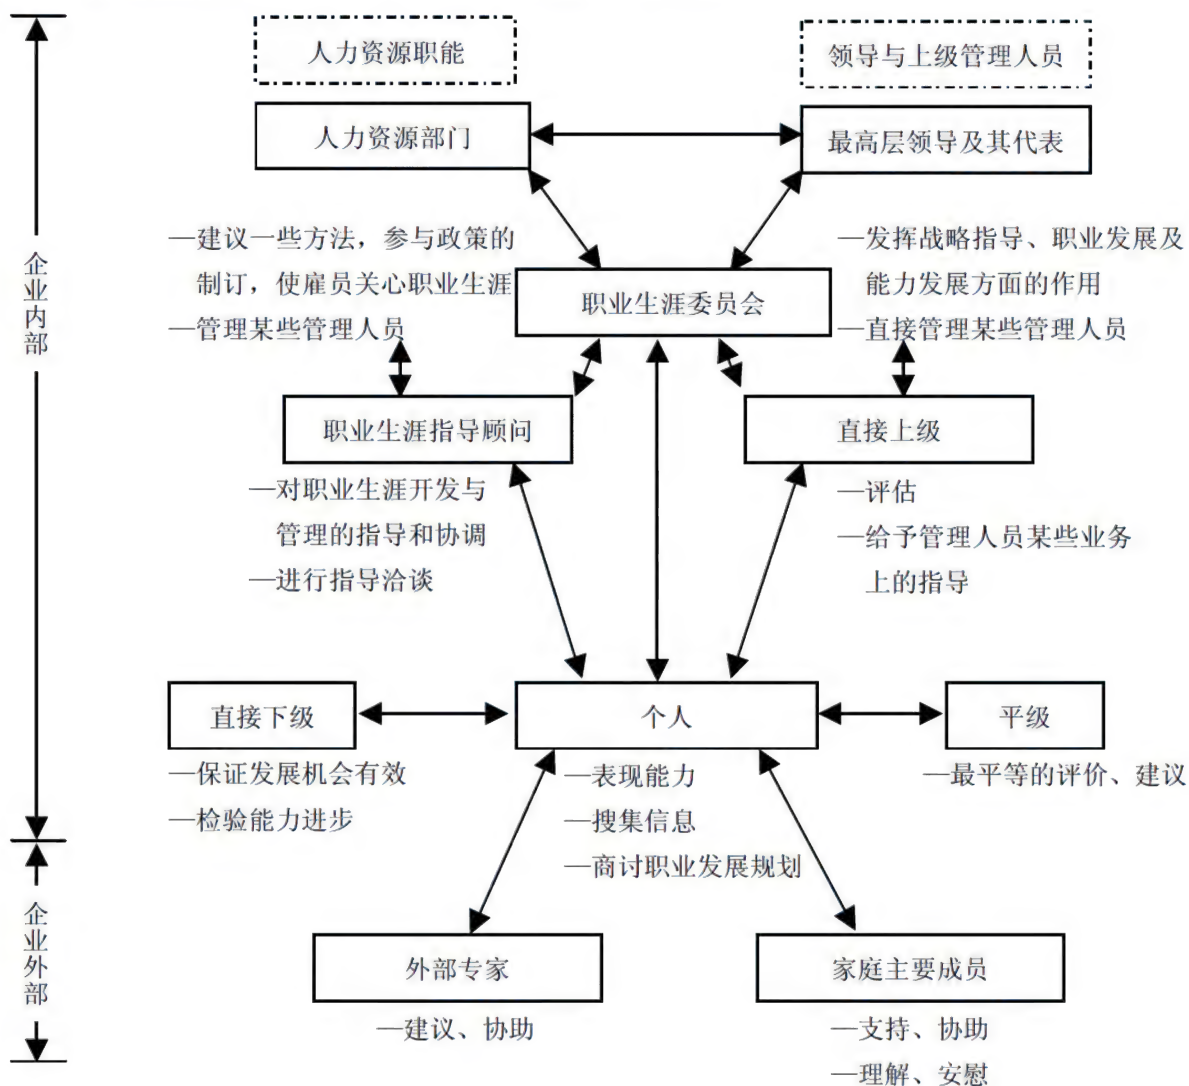 人力资源职能
领导与上级管理人员
人力资源部门
最高层领导及其代表
—建议一些方法，参与政策的
制订，使雇员关心职业生涯
—管理某些管理人员
—发挥战略指导、职业发展及
能力发展方面的作用
—直接管理某些管理人员
职业生涯委员会
企业内部
职业生涯指导顾问
直接上级
—对职业生涯开发与
管理的指导和协调
—进行指导洽谈
—评估
—给予管理人员某些业务
上的指导
直接下级
个人
平级
—保证发展机会有效
—检验能力进步
—表现能力
—搜集信息
—商讨职业发展规划
—最平等的评价、建议
企业外部
外部专家
家庭主要成员
—建议、协助
—支持、协助
—理解、安慰